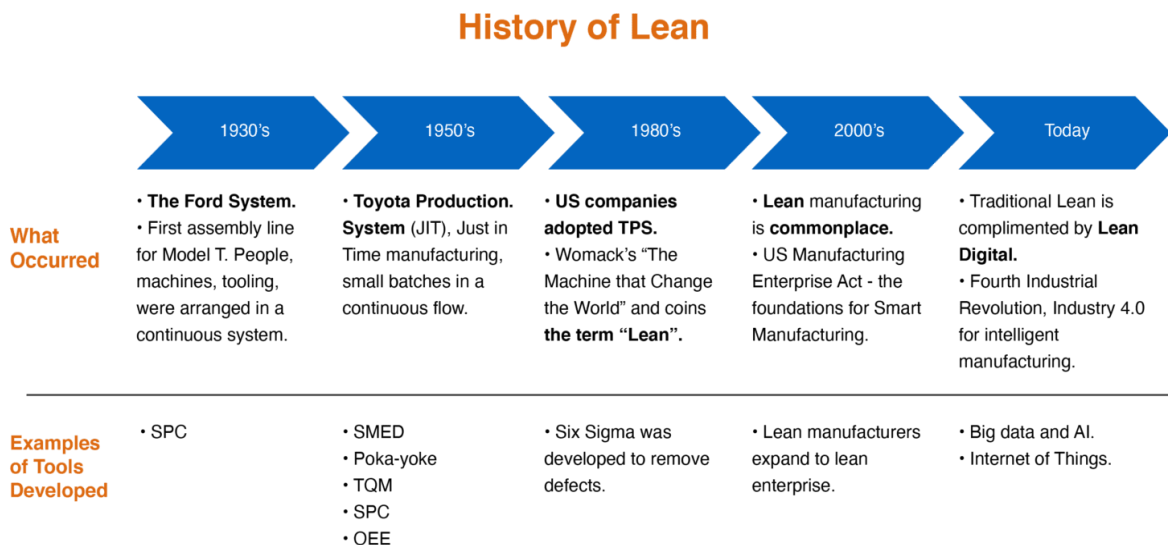 History of Lean
1930's
1950's
1980's
2000's
Today
What
Occurred
• The Ford System.
• First assembly line
for Model T. People,
machines, tooling,
were arranged in a
continuous system.
• Toyota Production.
System (JIT), Just in
Time manufacturing,
small batches in a
continuous flow.
• US companies
adopted TPS.
• Womack's “The
Machine that Change
the World” and coins
the term “Lean”.
• Lean manufacturing
is commonplace.
• US Manufacturing
Enterprise Act - the
foundations for Smart
Manufacturing.
• Traditional Lean is
complimented by Lean
Digital.
• Fourth Industrial
Revolution, Industry 4.0
for intelligent
manufacturing.
Examples
of Tools
Developed
• SPC
• SMED
• Poka-yoke
• TQM
• SPC
• OEE
• Six Sigma was
developed to remove
defects.
• Lean manufacturers
expand to lean
enterprise.
• Big data and AI.
• Internet of Things.